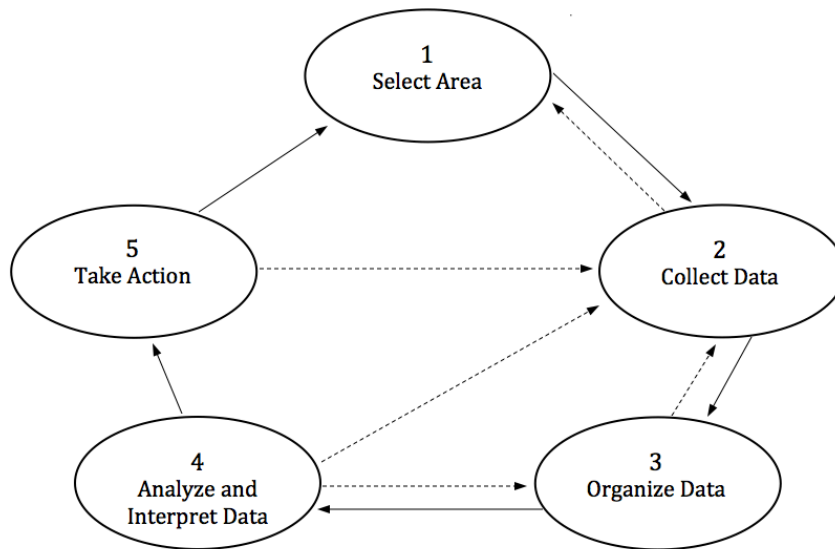 1
Select Area
5
Take Action
2
Collect Data
4
Analyze and
Interpret Data
3
Organize Data